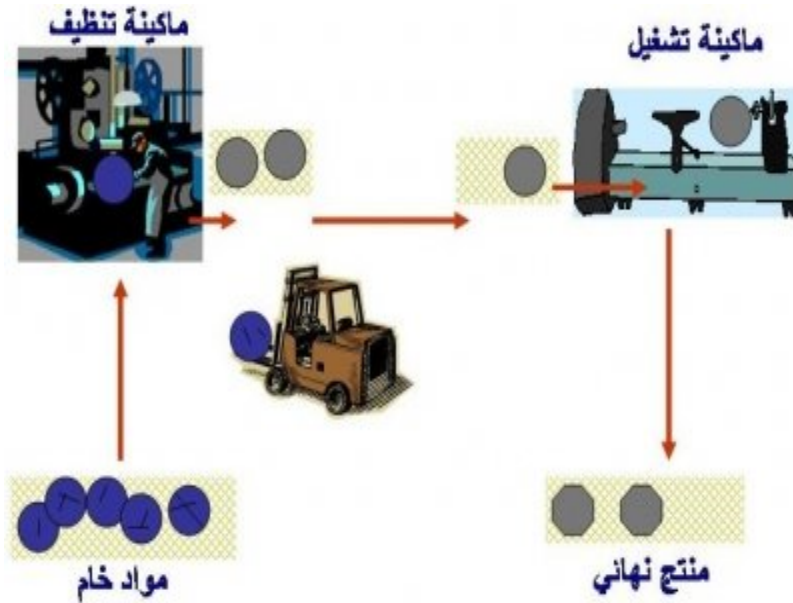 ماكينة تنظيف
ماكينة تشغيل
مواد خام
منتج نهائي